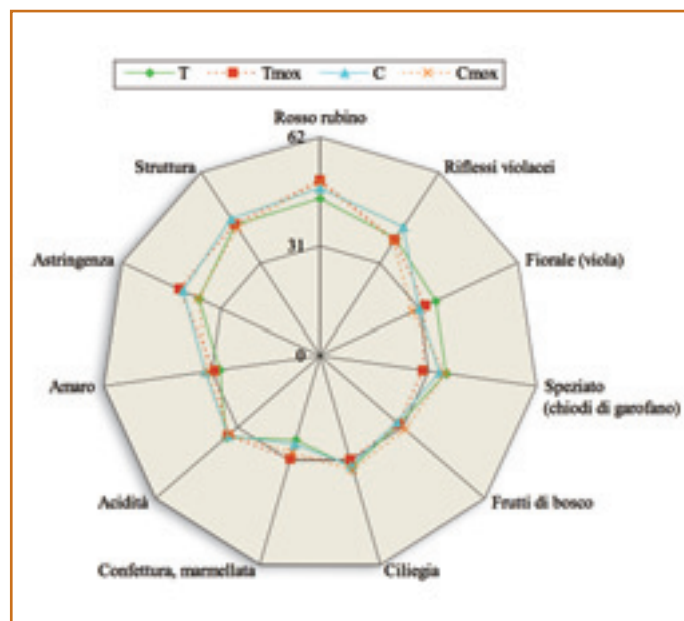 T Tmox C Cmox
Rosso rubino
62
Struttura
Riflessi violacei
31
Astringenza
Fiorale (viola)
0
Amaro
Speziato
(chiodi di garofano)
Acidità
Frutti di bosco
Confettura, marmellata
Ciliegia